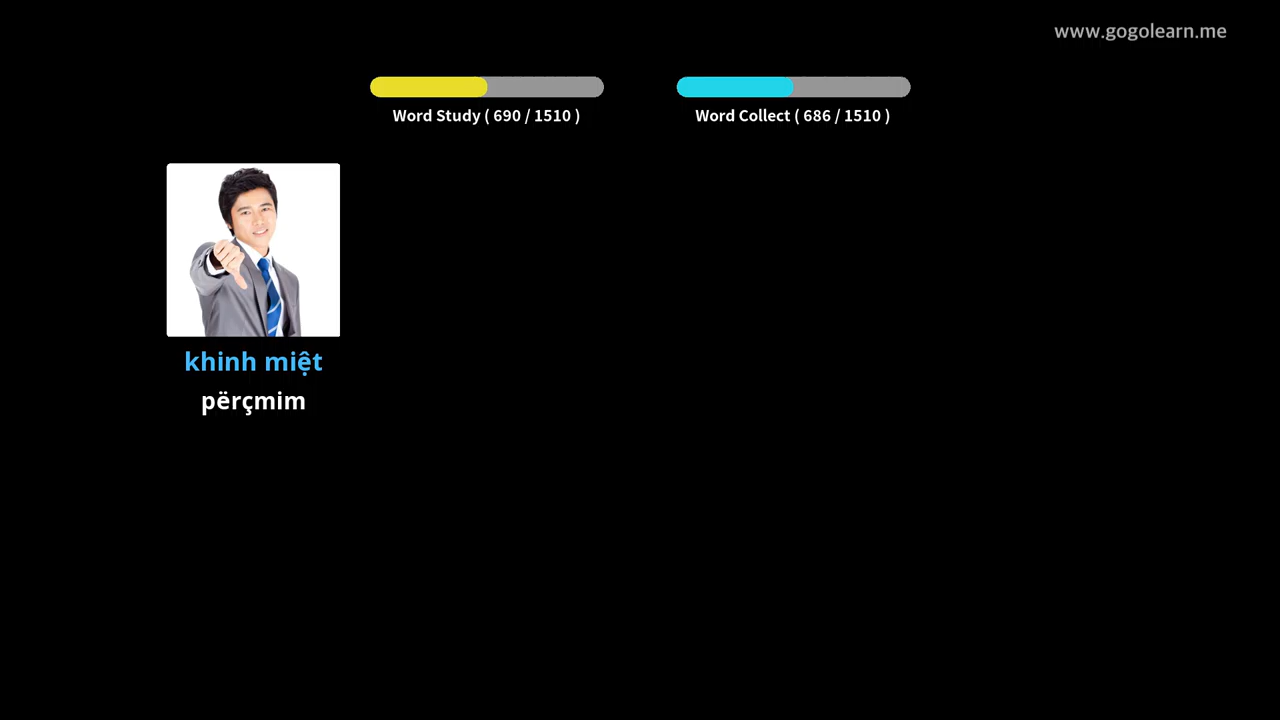 www.gogolearn.me
Word Study ( 690 / 1510 )
Word Collect ( 686 / 1510 )
khinh miệt
përçmim